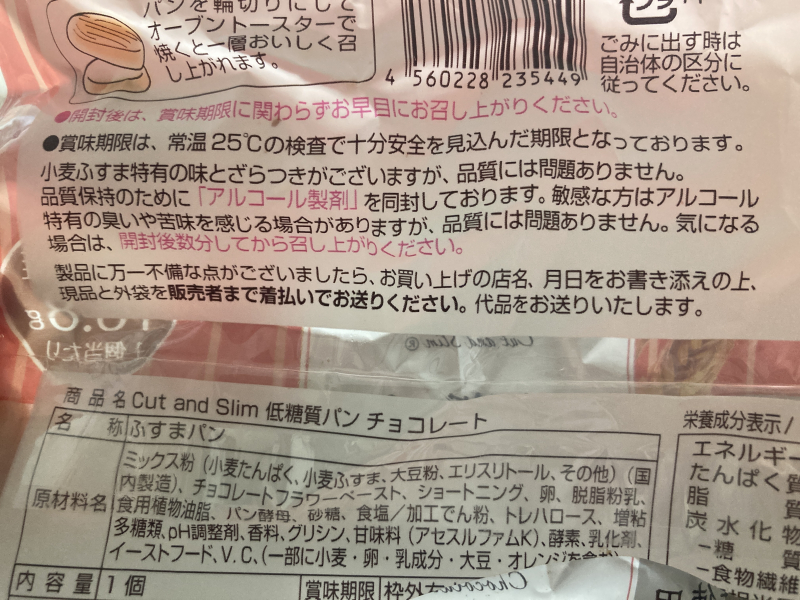 パンを輪切りにして
オーブントースターで
焼くと一層おいしく召
し上がれます。
4 560228 235449
ごみに出す時は
自治体の区分に
従ってください。
●開封後は、賞味期限に関わらずお早目にお召し上がりください。
●賞味期限は、常温25℃の検査で十分安全を見込んだ期限となっております。
小麦ふすま特有の味とざらつきがございますが、品質には問題ありません。
品質保持のために「アルコール製剤」を同封しております。敏感な方はアルコール
特有の臭いや苦味を感じる場合がありますが、品質には問題ありません。気になる
場合は、開封後数分してから召し上がりください。
製品に万一不備な点がございましたら、お買い上げの店名、月日をお書き添えの上、
現品と外袋を販売者まで着払いでお送りください。代品をお送りいたします。
1個当たり
Cut and Slim ®
商品名 Cut and Slim 低糖質パン チョコレート
名称 ふすまパン
原材料名 ミックス粉(小麦たんぱく、小麦ふすま、大豆粉、エリスリトール、その他)(国
内製造)、チョコレートフラワーペースト、ショートニング、卵、脱脂粉乳、
食用植物油脂、パン酵母、砂糖、食塩/加工でん粉、トレハロース、増粘
多糖類、pH調整剤、香料、グリシン、甘味料(アセスルファムK)、酵素、乳化剤、
イーストフード、V.C、(一部に小麦・卵・乳成分・大豆・オレンジを含む)
内容量 1個
賞味期限 枠外
栄養成分表示/
エネルギー
たんぱく質
脂質
炭水化物
-糖質
-食物繊維